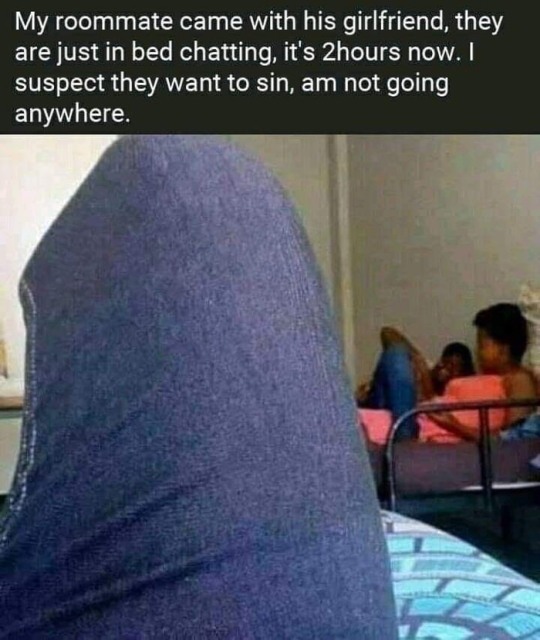 My roommate came with his girlfriend, they
are just in bed chatting, it's 2hours now. I
suspect they want to sin, am not going
anywhere.